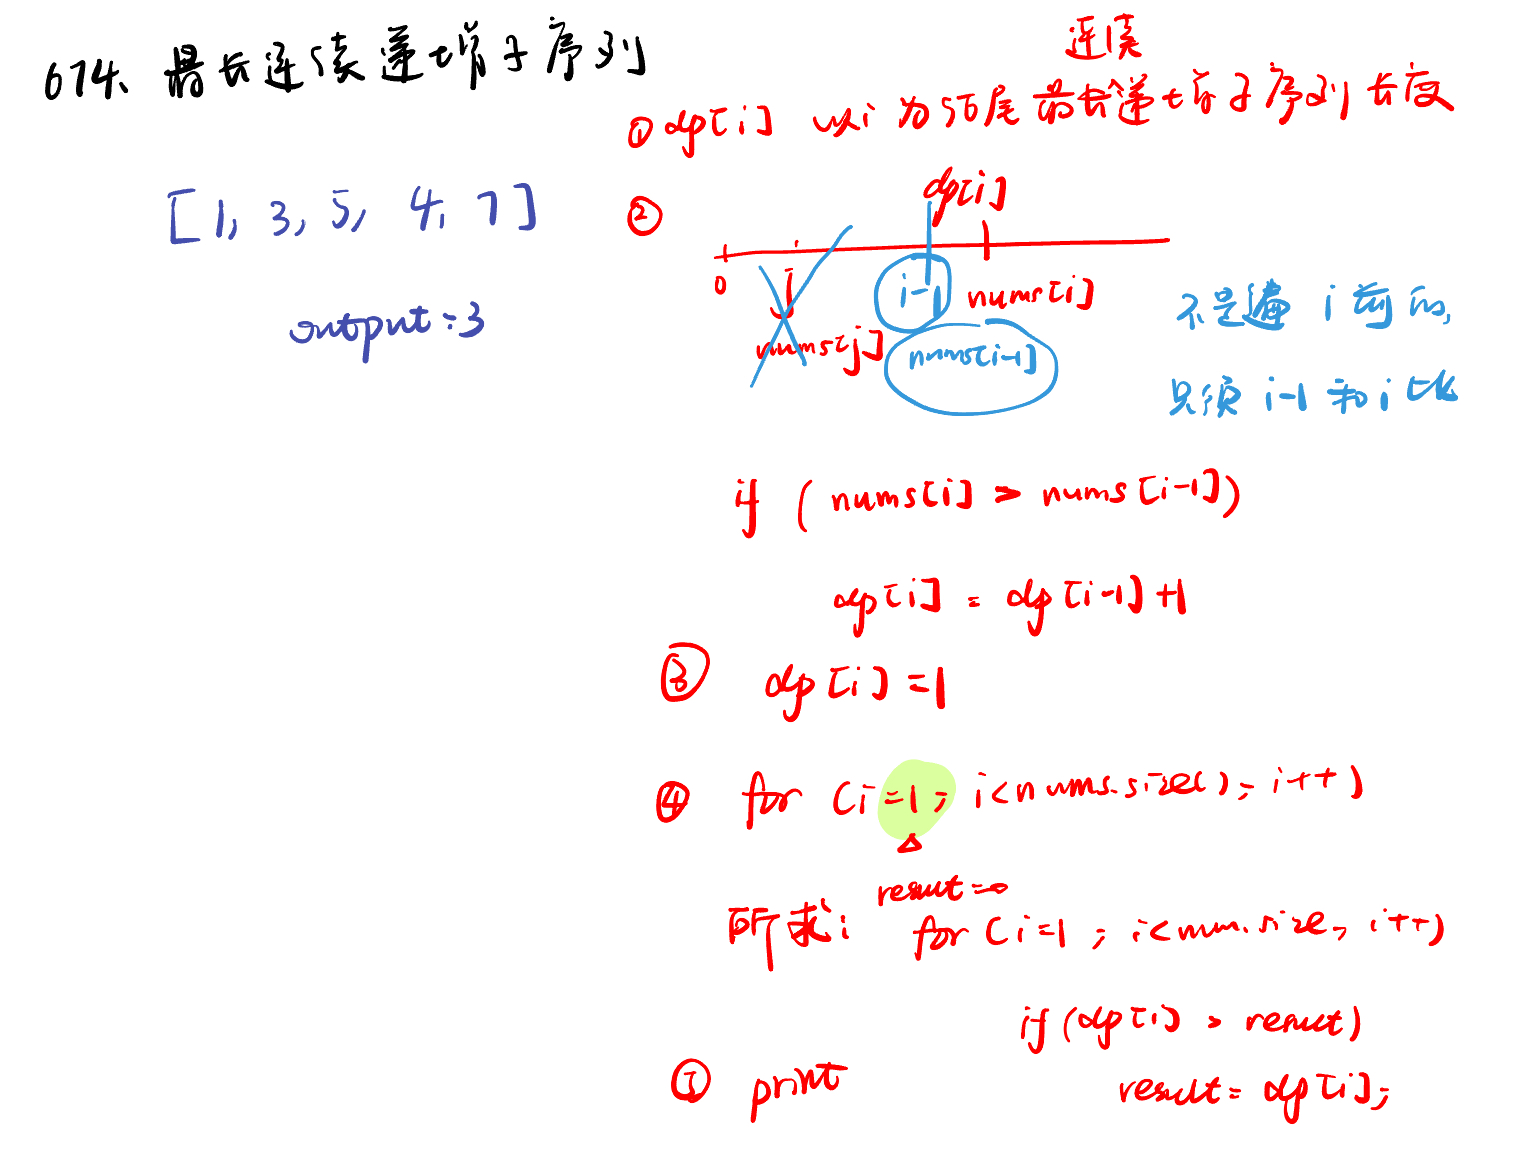 674、最长连续递增子序列
[1, 3, 5, 4, 7]
output: 3
连续
① dp[i] 以i为结尾最长递增子序列长度
②
dp[i]
0 j i-1 nums[i]
nums[j] nums[i-1]
不是遍 i 前的,
只须 i-1 和 i 比
if (nums[i] > nums[i-1])
dp[i] = dp[i-1]+1
③ dp[i]=1
④ for (i=1; i<nums.size(); i++)
result=0
所求: for (i=1; i<num.size, i++)
if (dp[i] > result)
result = dp[i];
⑤ print